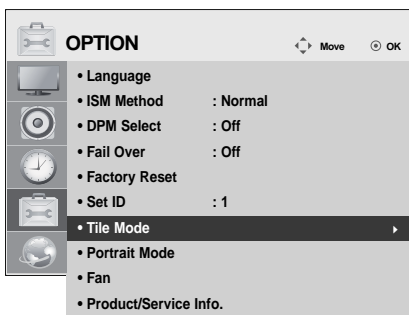 OPTION Move OK
• Language
• ISM Method : Normal
• DPM Select : Off
• Fail Over : Off
• Factory Reset
• Set ID : 1
• Tile Mode
• Portrait Mode
• Fan
• Product/Service Info.